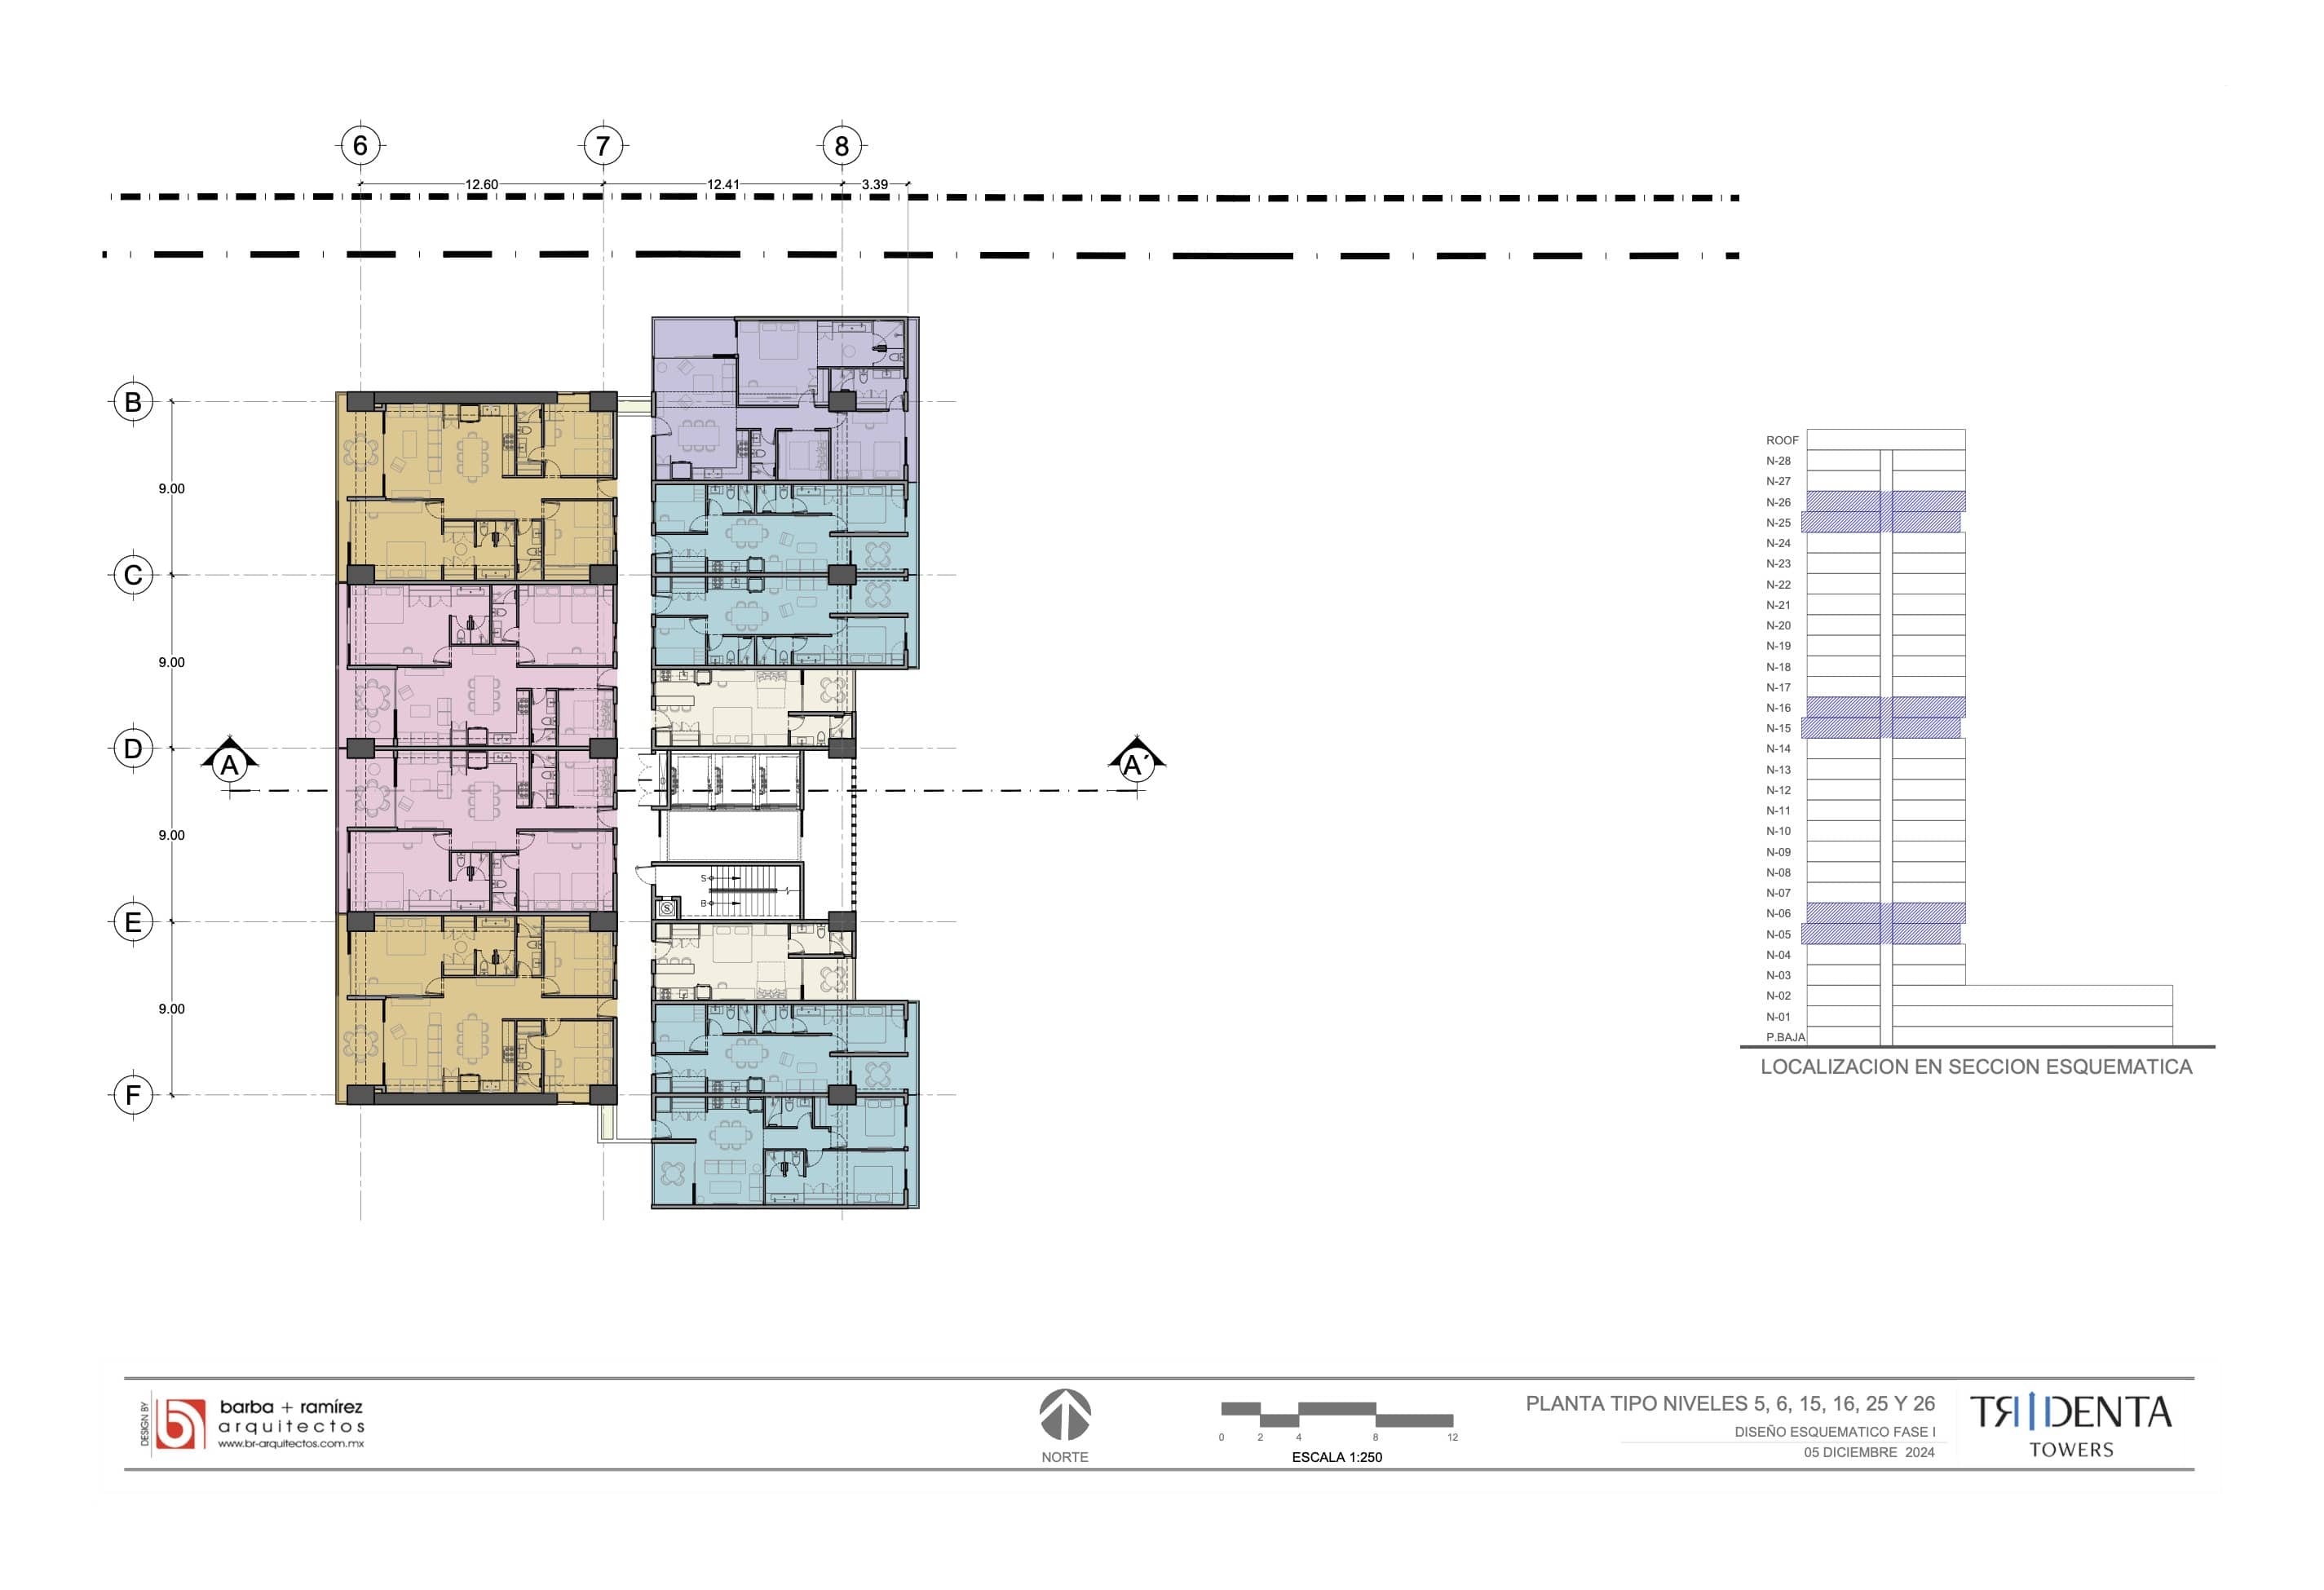 6 7 8
12.60 12.41 3.39
B
9.00
C
9.00
D
A A´
9.00
E
9.00
F
S
B
S
ROOF
N-28
N-27
N-26
N-25
N-24
N-23
N-22
N-21
N-20
N-19
N-18
N-17
N-16
N-15
N-14
N-13
N-12
N-11
N-10
N-09
N-08
N-07
N-06
N-05
N-04
N-03
N-02
N-01
P.BAJA
LOCALIZACION EN SECCION ESQUEMATICA
DESIGN BY
barba + ramírez
arquitectos
www.br-arquitectos.com.mx
NORTE
0 2 4 8 12
ESCALA 1:250
PLANTA TIPO NIVELES 5, 6, 15, 16, 25 Y 26
DISEÑO ESQUEMATICO FASE I
05 DICIEMBRE 2024
TRIDENTA
TOWERS